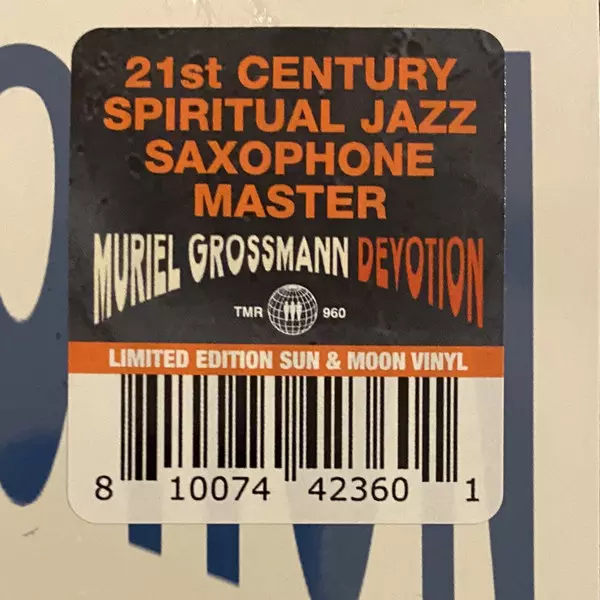 21st CENTURY
SPIRITUAL JAZZ
SAXOPHONE
MASTER
MURIEL GROSSMANN DEVOTION
TMR 960
LIMITED EDITION SUN & MOON VINYL
8 10074 42360 1